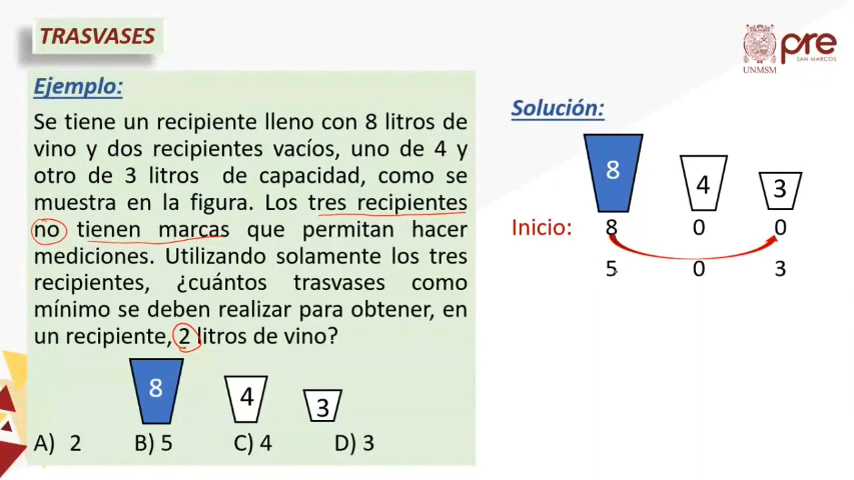 TRASVASES
UNMSM
pre
SAN MARCOS
Ejemplo:
Se tiene un recipiente lleno con 8 litros de
vino y dos recipientes vacíos, uno de 4 y
otro de 3 litros de capacidad, como se
muestra en la figura. Los tres recipientes
no tienen marcas que permitan hacer
mediciones. Utilizando solamente los tres
recipientes, ¿cuántos trasvases como
mínimo se deben realizar para obtener, en
un recipiente, 2 litros de vino?
8 4 3
A) 2 B) 5 C) 4 D) 3
Solución:
8 4 3
Inicio: 8 0 0
5 0 3